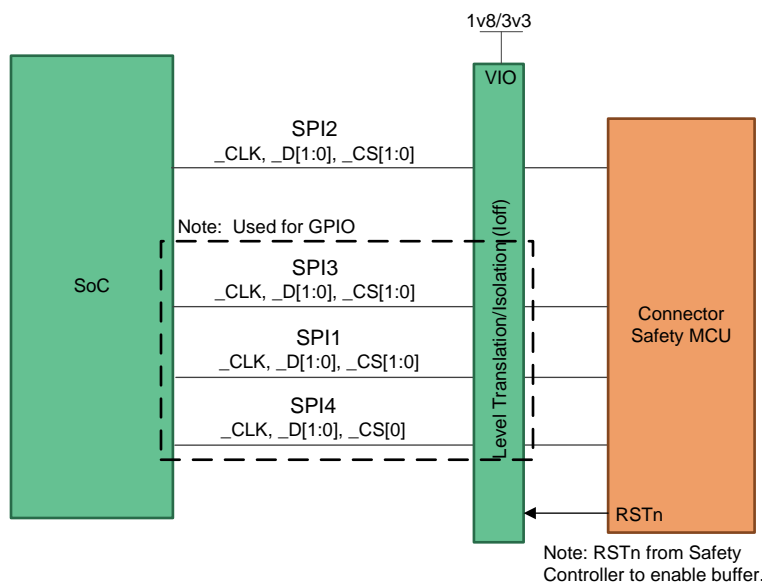 1v8/3v3
VIO
SPI2
_CLK, _D[1:0], _CS[1:0]
Note: Used for GPIO
SoC
SPI3
_CLK, _D[1:0], _CS[1:0]
SPI1
_CLK, _D[1:0], _CS[1:0]
SPI4
_CLK, _D[1:0], _CS[0]
Level Translation/Isolation (Ioff)
Connector
Safety MCU
RSTn
Note: RSTn from Safety
Controller to enable buffer.